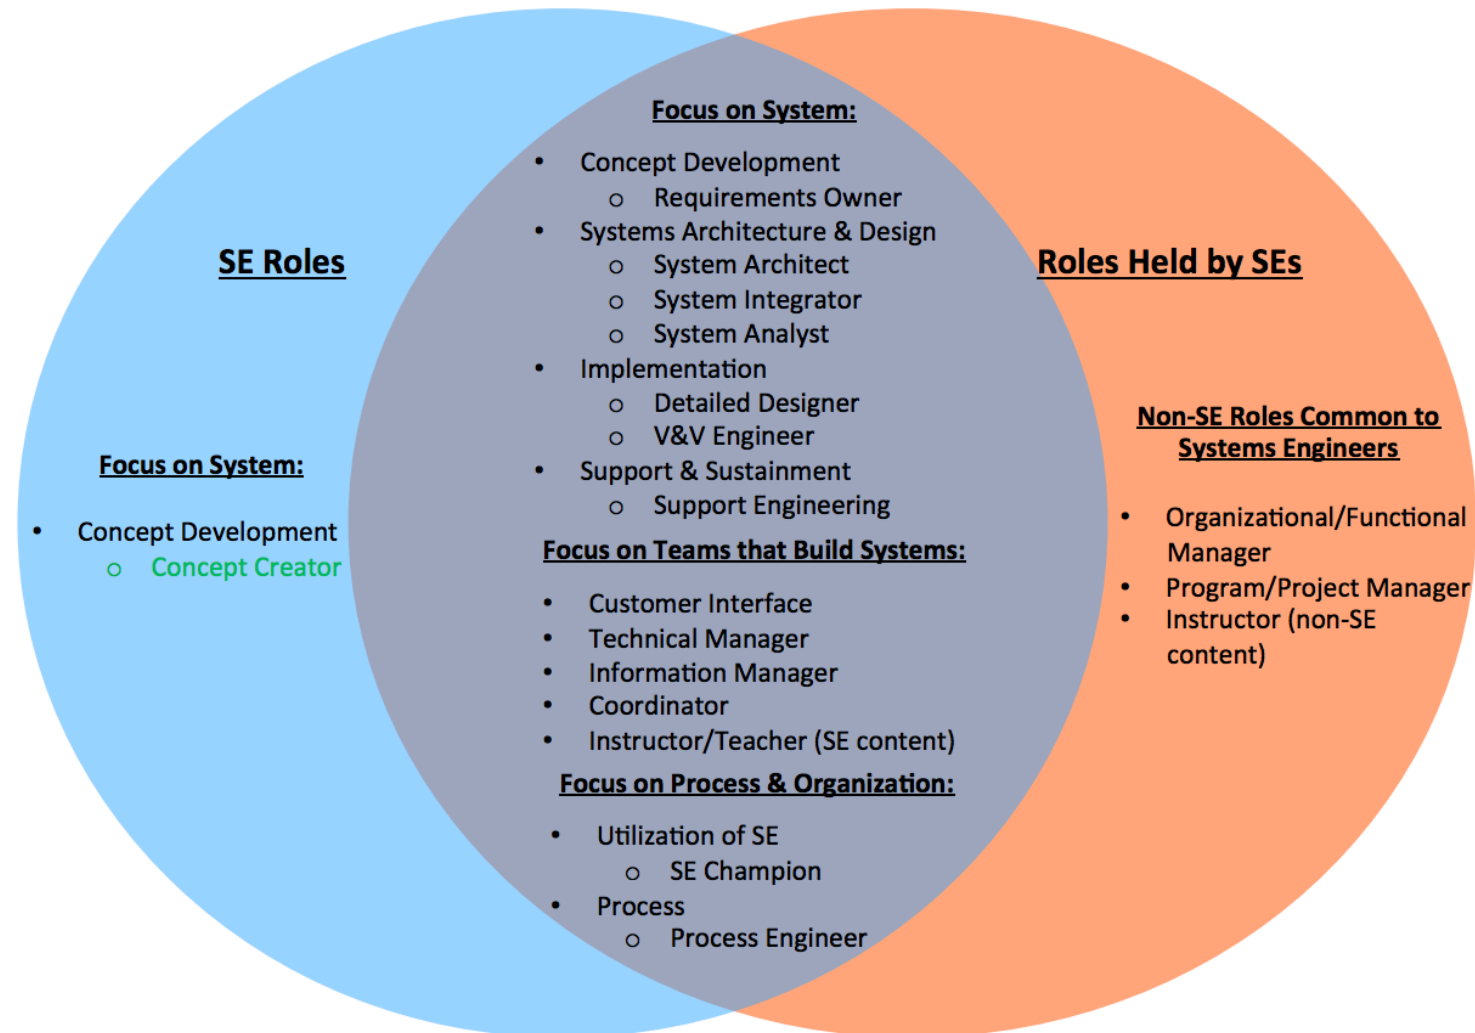 SE Roles
Focus on System:
• Concept Development
o Concept Creator
Focus on System:
• Concept Development
o Requirements Owner
• Systems Architecture & Design
o System Architect
o System Integrator
o System Analyst
• Implementation
o Detailed Designer
o V&V Engineer
• Support & Sustainment
o Support Engineering
Focus on Teams that Build Systems:
• Customer Interface
• Technical Manager
• Information Manager
• Coordinator
• Instructor/Teacher (SE content)
Focus on Process & Organization:
• Utilization of SE
o SE Champion
• Process
o Process Engineer
Roles Held by SEs
Non-SE Roles Common to
Systems Engineers
• Organizational/Functional
Manager
• Program/Project Manager
• Instructor (non-SE
content)